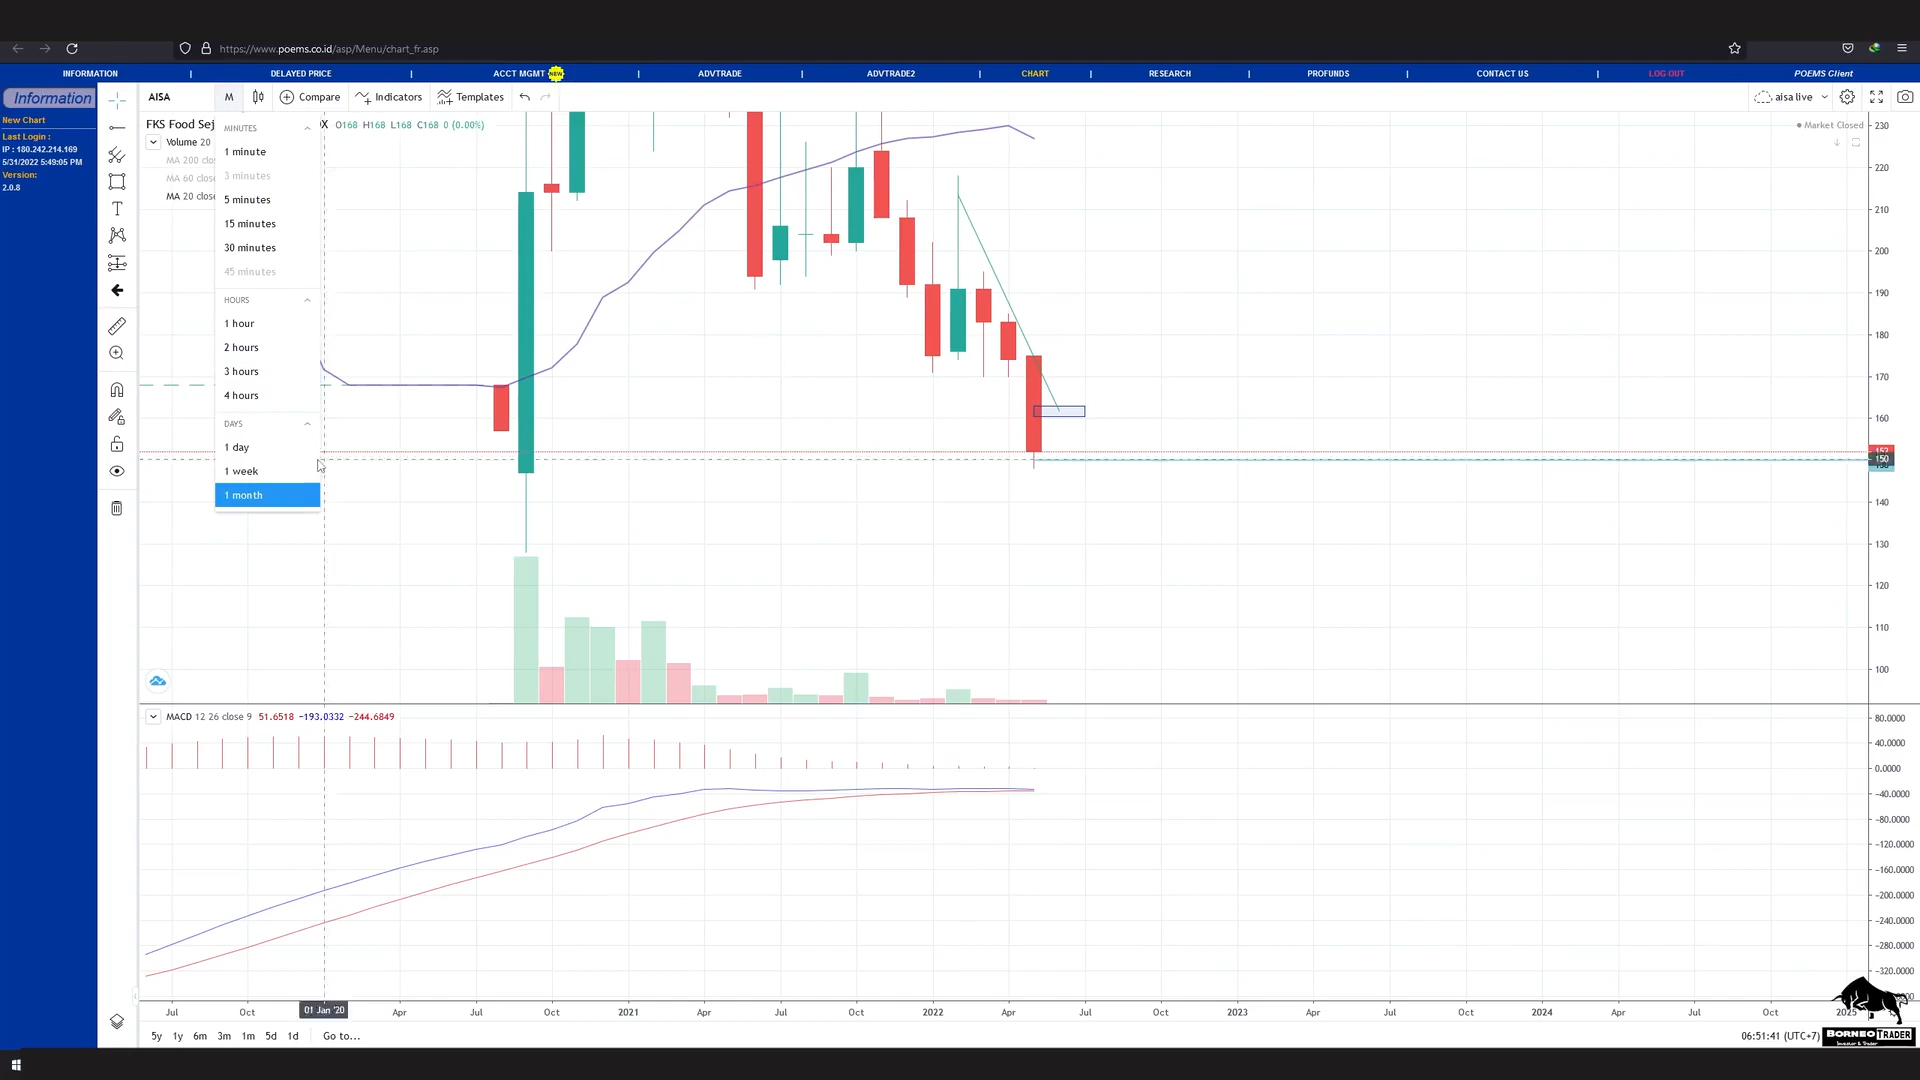 https://www.poems.co.id/asp/Menu/chart_fr.asp
INFORMATION | DELAYED PRICE | ACCT MGMT NEW | ADVTRADE | ADVTRADE2 | CHART | RESEARCH | PROFUNDS | CONTACT US | LOG OUT POEMS Client
Information
New Chart
Last Login :
IP : 180.242.214.169
5/31/2022 5:49:05 PM
Version:
2.0.8
AISA M Compare Indicators Templates aisa live
FKS Food Sej X O168 H168 L168 C168 0 (0.00%)
Market Closed
Volume 20
MA 200 clos
MA 60 close
MA 20 close
MINUTES
1 minute
3 minutes
5 minutes
15 minutes
30 minutes
45 minutes
HOURS
1 hour
2 hours
3 hours
4 hours
DAYS
1 day
1 week
1 month
230
220
210
200
190
180
170
160
150
140
130
120
110
100
MACD 12 26 close 9 51.6518 −193.0332 −244.6849
80.0000
40.0000
0.0000
−40.0000
−80.0000
−120.0000
−160.0000
−200.0000
−240.0000
−280.0000
−320.0000
Jul Oct 01 Jan '20 Apr Jul Oct 2021 Apr Jul Oct 2022 Apr Jul Oct 2023 Apr Jul Oct 2024 Apr Jul Oct 2025
5y 1y 6m 3m 1m 5d 1d Go to... 06:51:41 (UTC+7)
BORNEO TRADER
Investor & Trader